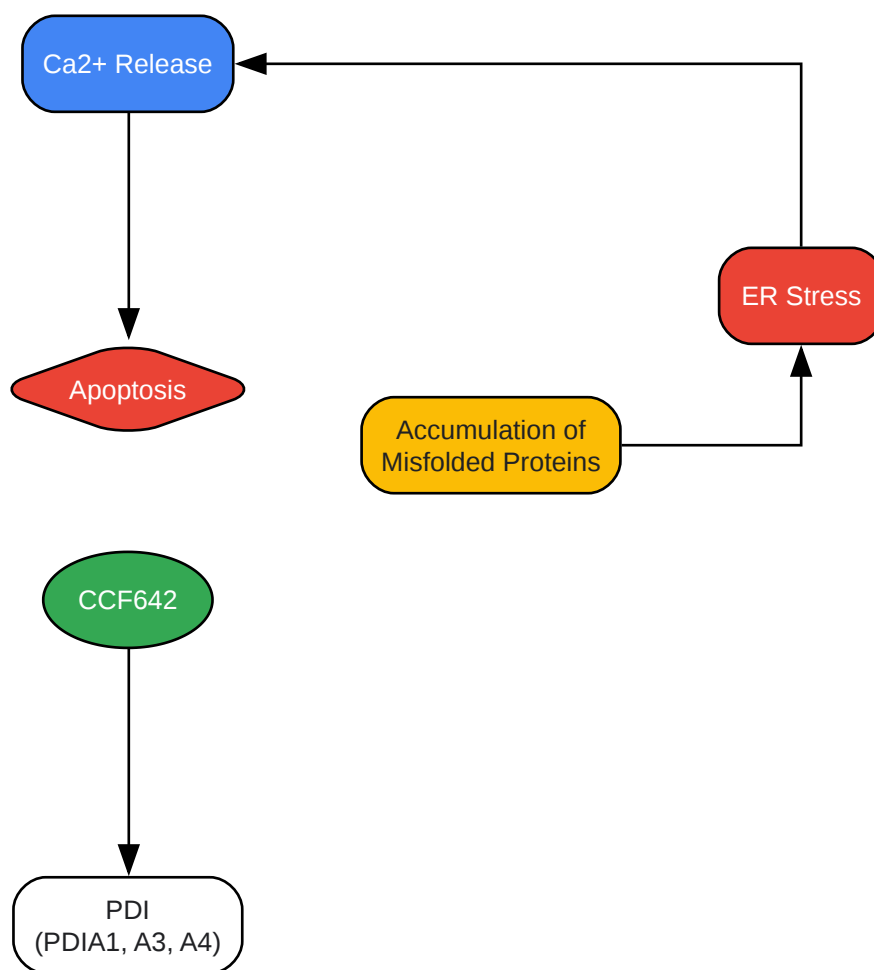 Ca2+ Release
ER Stress
Apoptosis
Accumulation of
Misfolded Proteins
CCF642
PDI
(PDIA1, A3, A4)